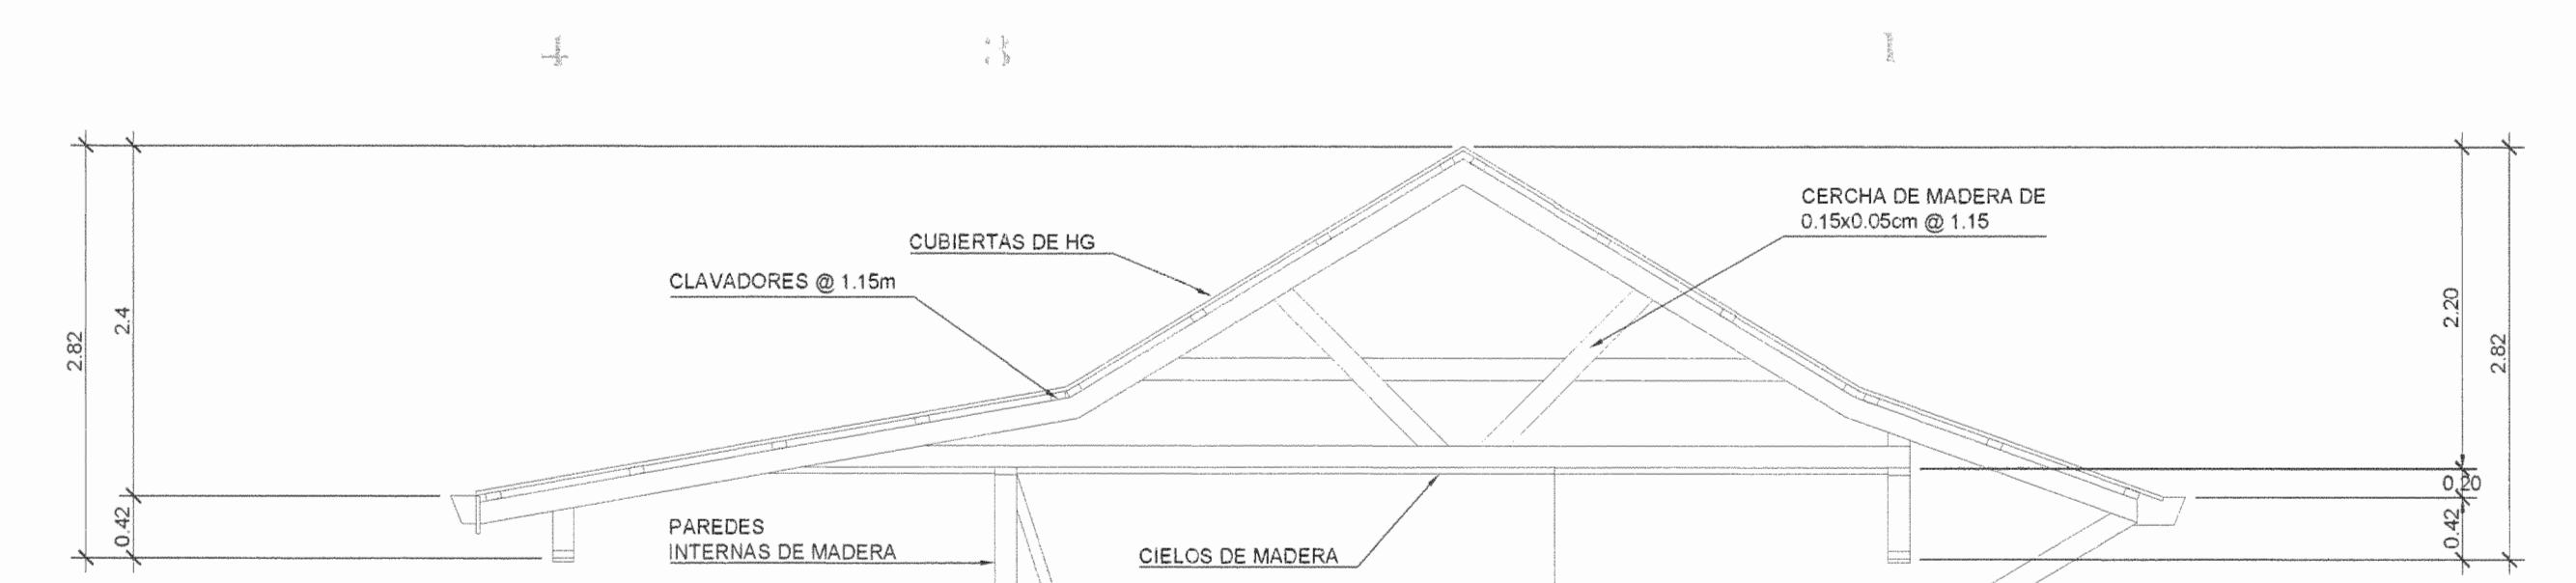 CERCHA DE MADERA DE
0.15x0.05cm @ 1.15
CUBIERTAS DE HG
CLAVADORES @ 1.15m
2.82
2.4
0.42
2.20
2.82
0.20
0.42
PAREDES
INTERNAS DE MADERA
CIELOS DE MADERA